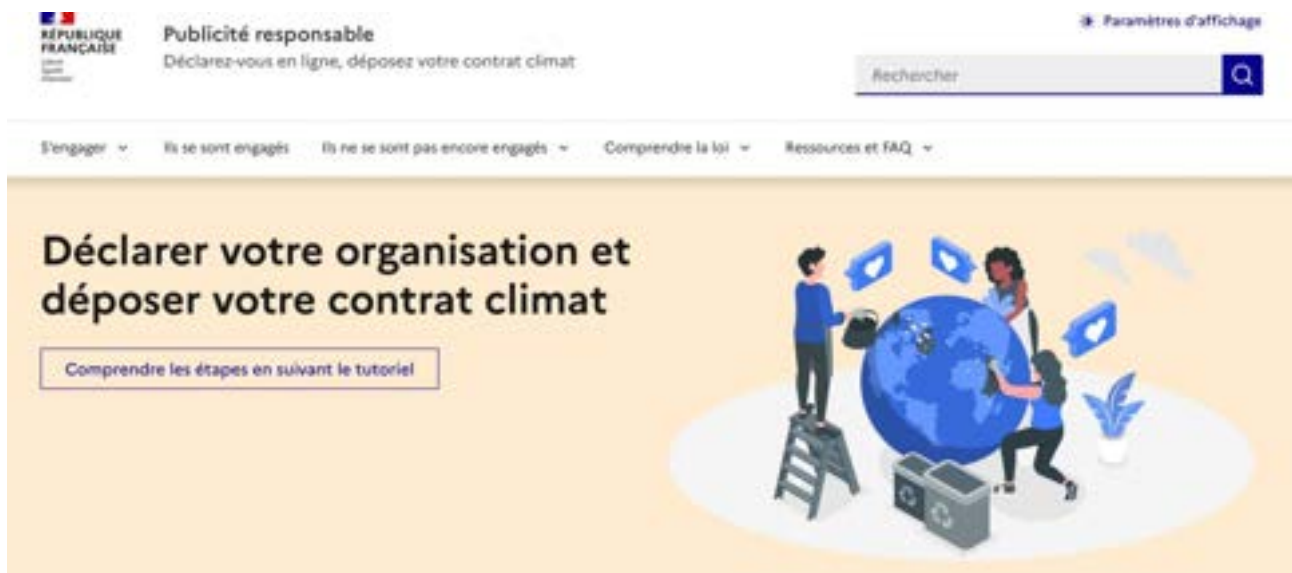 RÉPUBLIQUE
FRANÇAISE
Publicité responsable
Déclarez-vous en ligne, déposez votre contrat climat
Paramètres d'affichage
Rechercher
S'engager
Ils se sont engagés
Ils ne se sont pas encore engagés
Comprendre la loi
Ressources et FAQ
Déclarer votre organisation et
déposer votre contrat climat
Comprendre les étapes en suivant le tutoriel